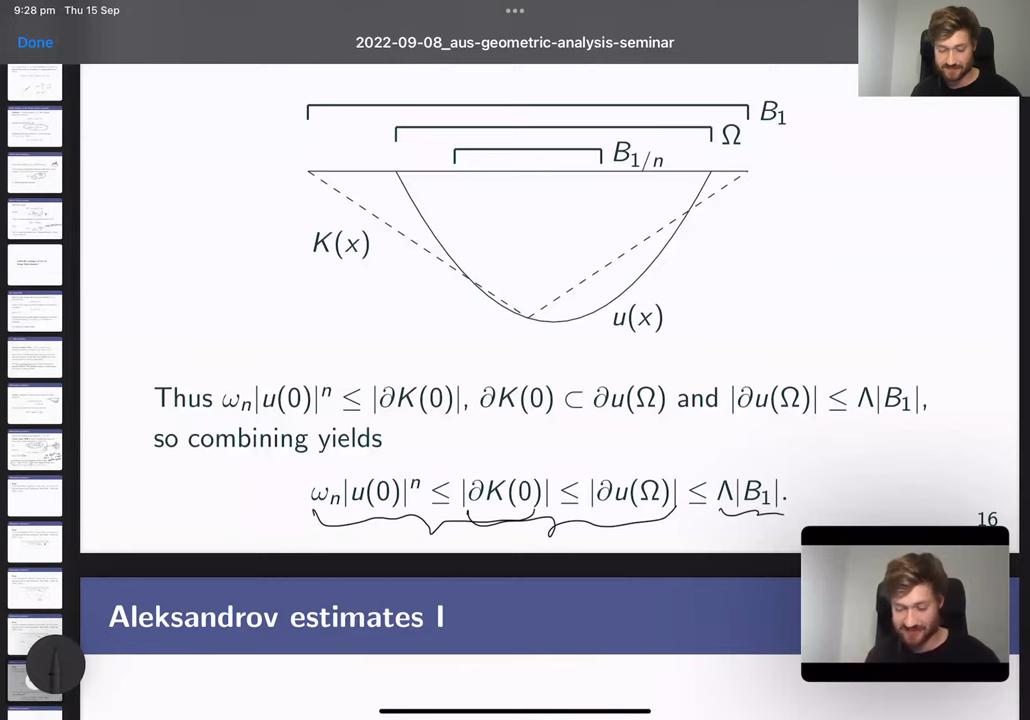 9:28 pm Thu 15 Sep
Done
2022-09-08_aus-geometric-analysis-seminar
B₁
Ω
B₁/ₙ
K(x)
u(x)
Thus ωₙ|u(0)|ⁿ ≤ |∂K(0)|, ∂K(0) ⊂ ∂u(Ω) and |∂u(Ω)| ≤ Λ|B₁|,
so combining yields
ωₙ|u(0)|ⁿ ≤ |∂K(0)| ≤ |∂u(Ω)| ≤ Λ|B₁|.
16
Aleksandrov estimates I